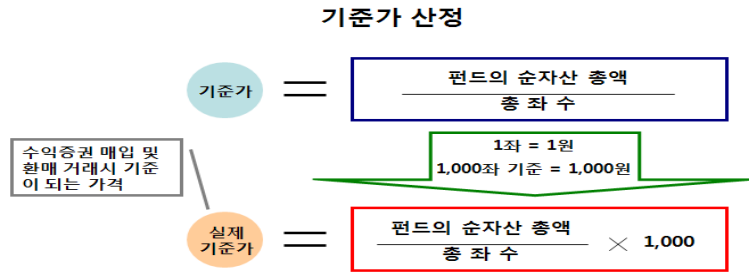 기준가 산정
기준가
펀드의 순자산 총액
총 좌 수
수익증권 매입 및
환매 거래시 기준
이 되는 가격
1좌 = 1원
1,000좌 기준 = 1,000원
실제
기준가
펀드의 순자산 총액
총 좌 수
× 1,000